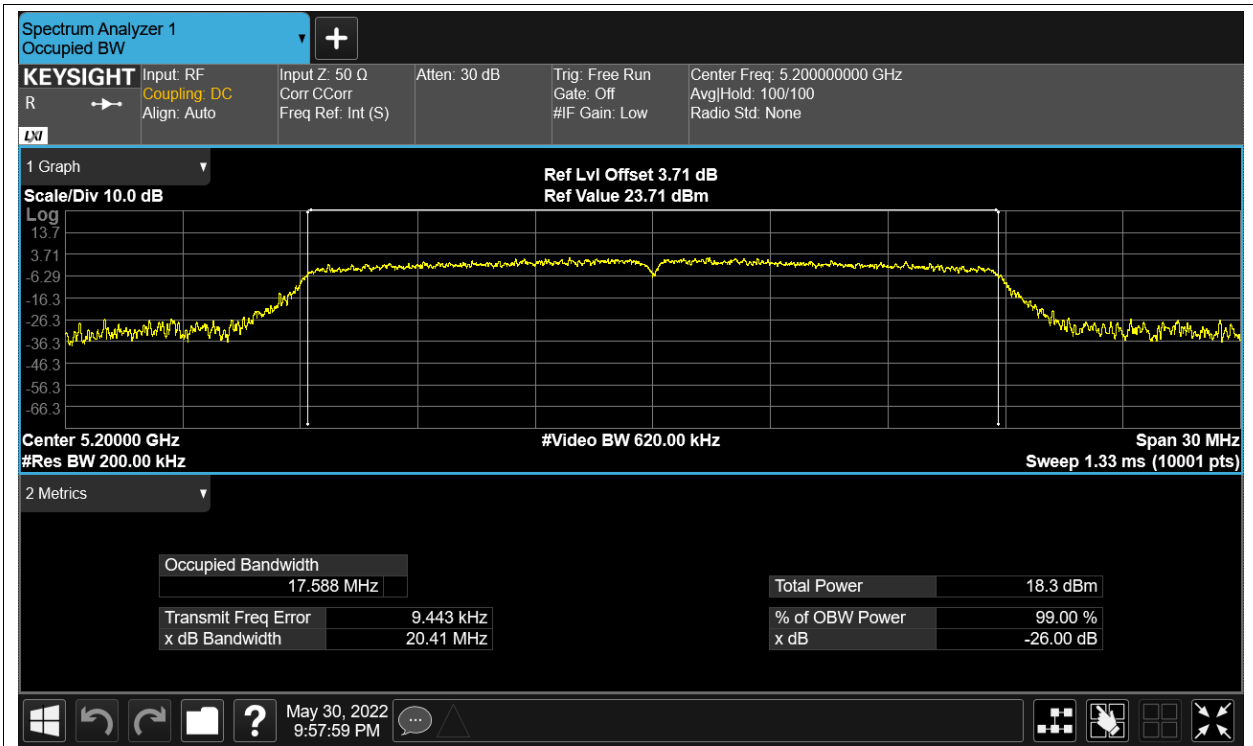 Spectrum Analyzer 1
Occupied BW
KEYSIGHT
R
LXI
Input: RF
Coupling: DC
Align: Auto
Input Z: 50 Ω
Corr CCorr
Freq Ref: Int (S)
Atten: 30 dB
Trig: Free Run
Gate: Off
#IF Gain: Low
Center Freq: 5.200000000 GHz
Avg|Hold: 100/100
Radio Std: None
1 Graph
Scale/Div 10.0 dB
Ref Lvl Offset 3.71 dB
Ref Value 23.71 dBm
Log
13.7
3.71
-6.29
-16.3
-26.3
-36.3
-46.3
-56.3
-66.3
Center 5.20000 GHz
#Video BW 620.00 kHz
Span 30 MHz
#Res BW 200.00 kHz
Sweep 1.33 ms (10001 pts)
2 Metrics
Occupied Bandwidth
17.588 MHz
Total Power 18.3 dBm
Transmit Freq Error 9.443 kHz
% of OBW Power 99.00 %
x dB Bandwidth 20.41 MHz
x dB -26.00 dB
?
May 30, 2022
9:57:59 PM